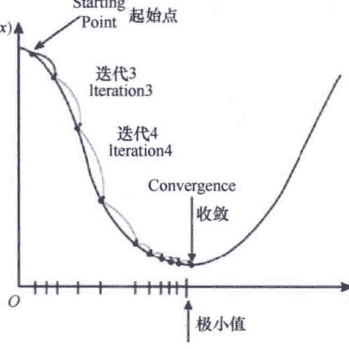 Starting
Point 起始点
x)
迭代3
Iteration3
迭代4
Iteration4
Convergence
收敛
O
极小值